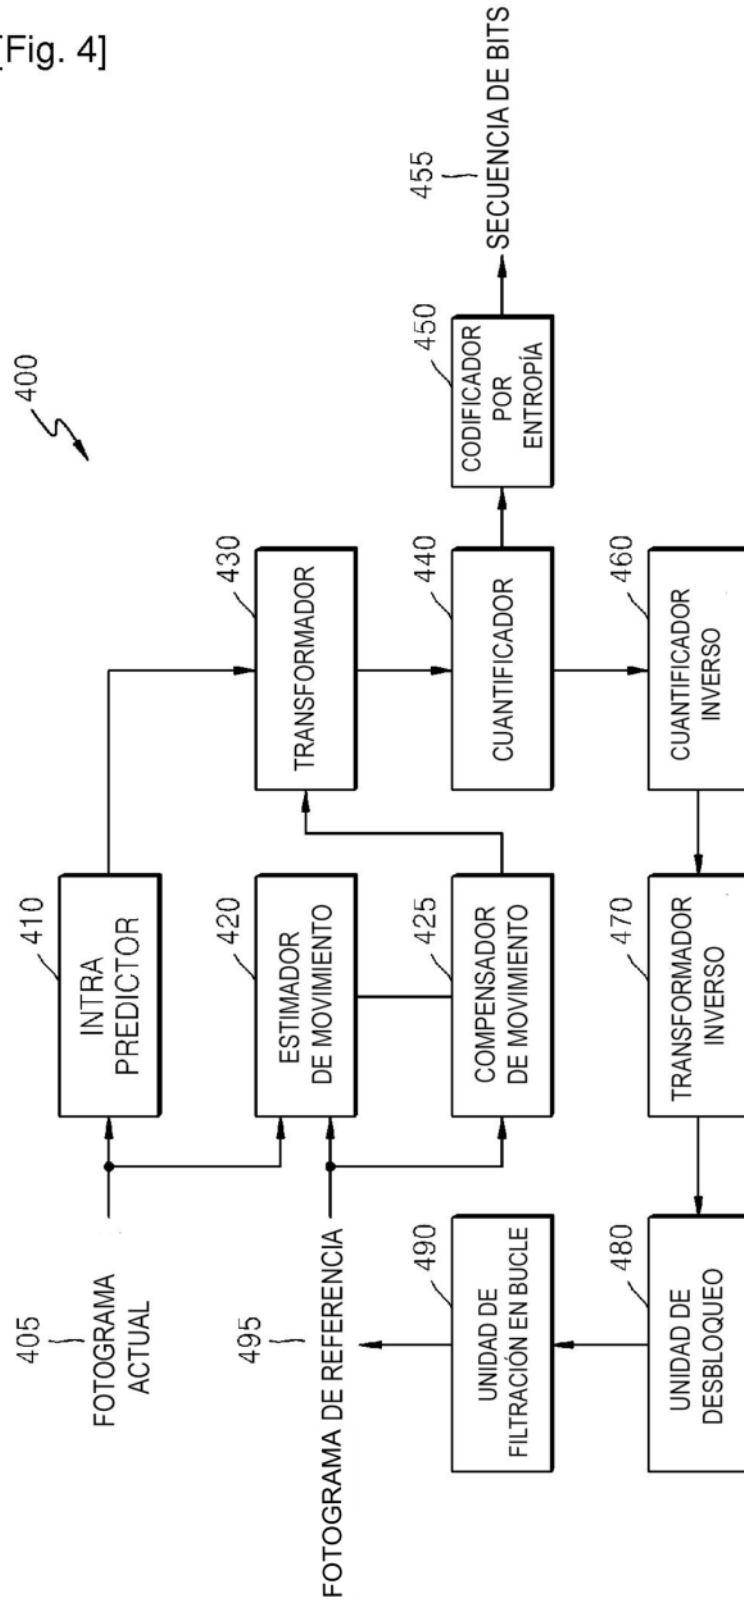 [Fig. 4]
400
405
FOTOGRAMA
ACTUAL
410
INTRA
PREDICTOR
495
FOTOGRAMA DE REFERENCIA
420
ESTIMADOR
DE MOVIMIENTO
430
TRANSFORMADOR
425
COMPENSADOR
DE MOVIMIENTO
440
CUANTIFICADOR
450
CODIFICADOR
POR
ENTROPÍA
455
SECUENCIA DE BITS
490
UNIDAD DE
FILTRACIÓN EN BUCLE
480
UNIDAD DE
DESBLOQUEO
470
TRANSFORMADOR
INVERSO
460
CUANTIFICADOR
INVERSO